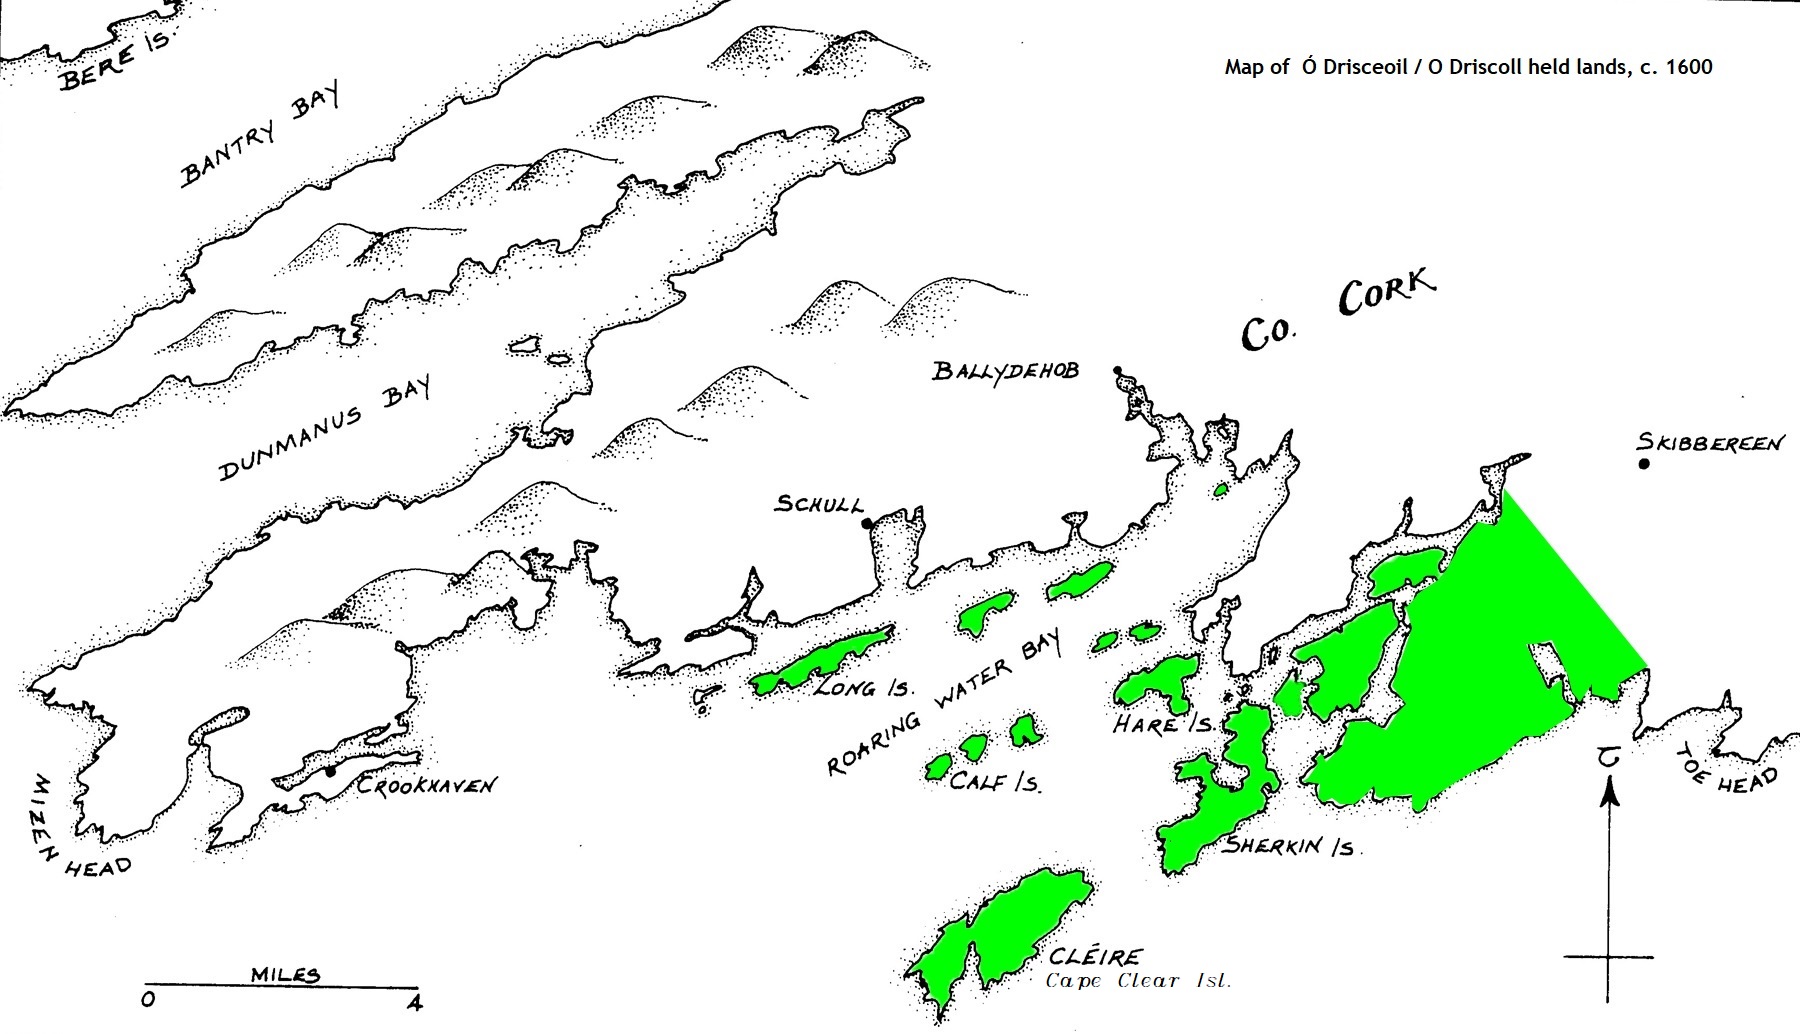 BERE IS.
BANTRY BAY
Map of Ó Drisceoil / O Driscoll held lands, c. 1600
Co. CORK
DUNMANUS BAY
BALLYDEHOB
SKIBBEREEN
SCHULL
LONG IS.
ROARING WATER BAY
HARE IS.
CALF IS.
CROOKHAVEN
MIZEN HEAD
TOE HEAD
SHERKIN IS.
CLÉIRE
Cape Clear Isl.
MILES
0 4